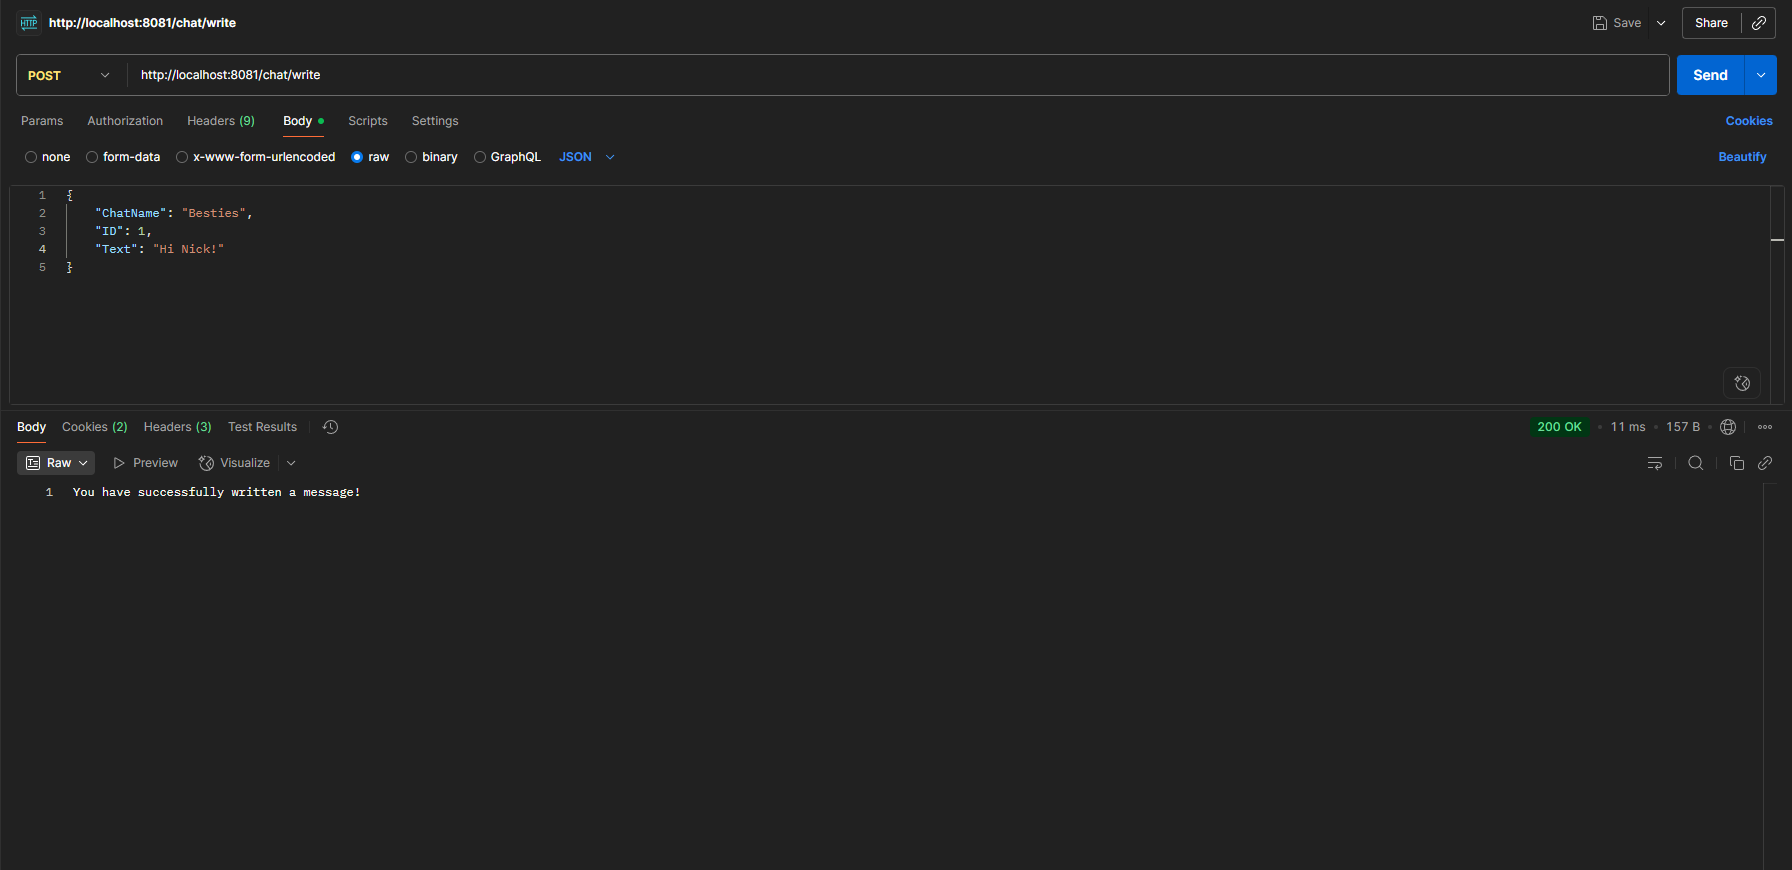 HTTP http://localhost:8081/chat/write Save Share
POST http://localhost:8081/chat/write Send
Params Authorization Headers (9) Body Scripts Settings Cookies
none form-data x-www-form-urlencoded raw binary GraphQL JSON Beautify
1 {
2 "ChatName": "Besties",
3 "ID": 1,
4 "Text": "Hi Nick!"
5 }
Body Cookies (2) Headers (3) Test Results 200 OK • 11 ms • 157 B
Raw Preview Visualize
1 You have successfully written a message!